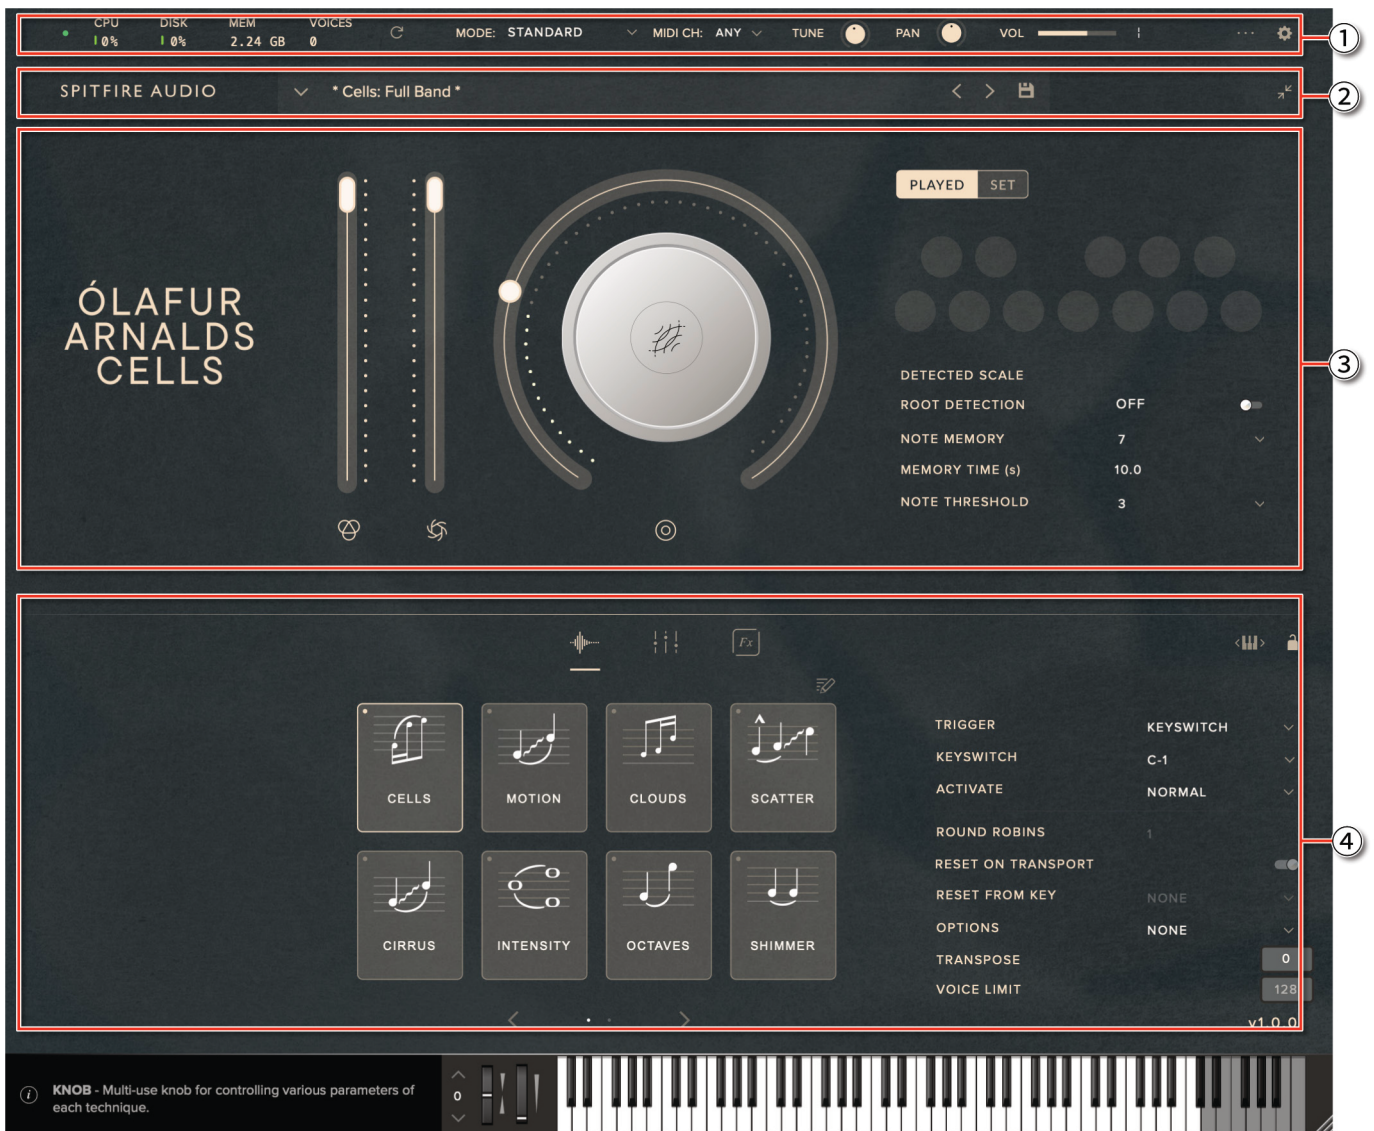 CPU DISK MEM VOICES
0% 0% 2.24 GB 0
MODE: STANDARD MIDI CH: ANY TUNE PAN VOL
1
SPITFIRE AUDIO * Cells: Full Band *
2
PLAYED SET
ÓLAFUR
ARNALDS
CELLS
DETECTED SCALE
ROOT DETECTION OFF
NOTE MEMORY 7
MEMORY TIME (s) 10.0
NOTE THRESHOLD 3
3
Fx
CELLS MOTION CLOUDS SCATTER
CIRRUS INTENSITY OCTAVES SHIMMER
TRIGGER KEYSWITCH
KEYSWITCH C-1
ACTIVATE NORMAL
ROUND ROBINS 1
RESET ON TRANSPORT
RESET FROM KEY NONE
OPTIONS NONE
TRANSPOSE 0
VOICE LIMIT 128
v1.0.0
4
KNOB - Multi-use knob for controlling various parameters of
each technique.
0